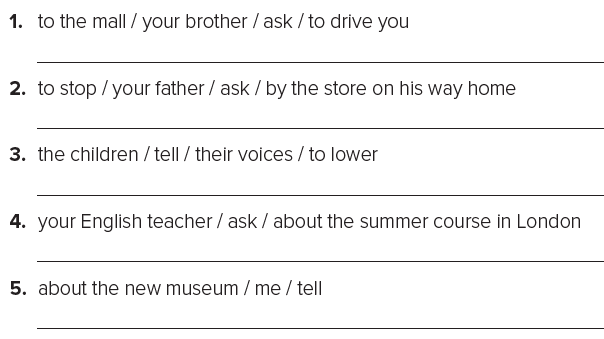 1. to the mall / your brother / ask / to drive you
2. to stop / your father / ask / by the store on his way home
3. the children / tell / their voices / to lower
4. your English teacher / ask / about the summer course in London
5. about the new museum / me / tell